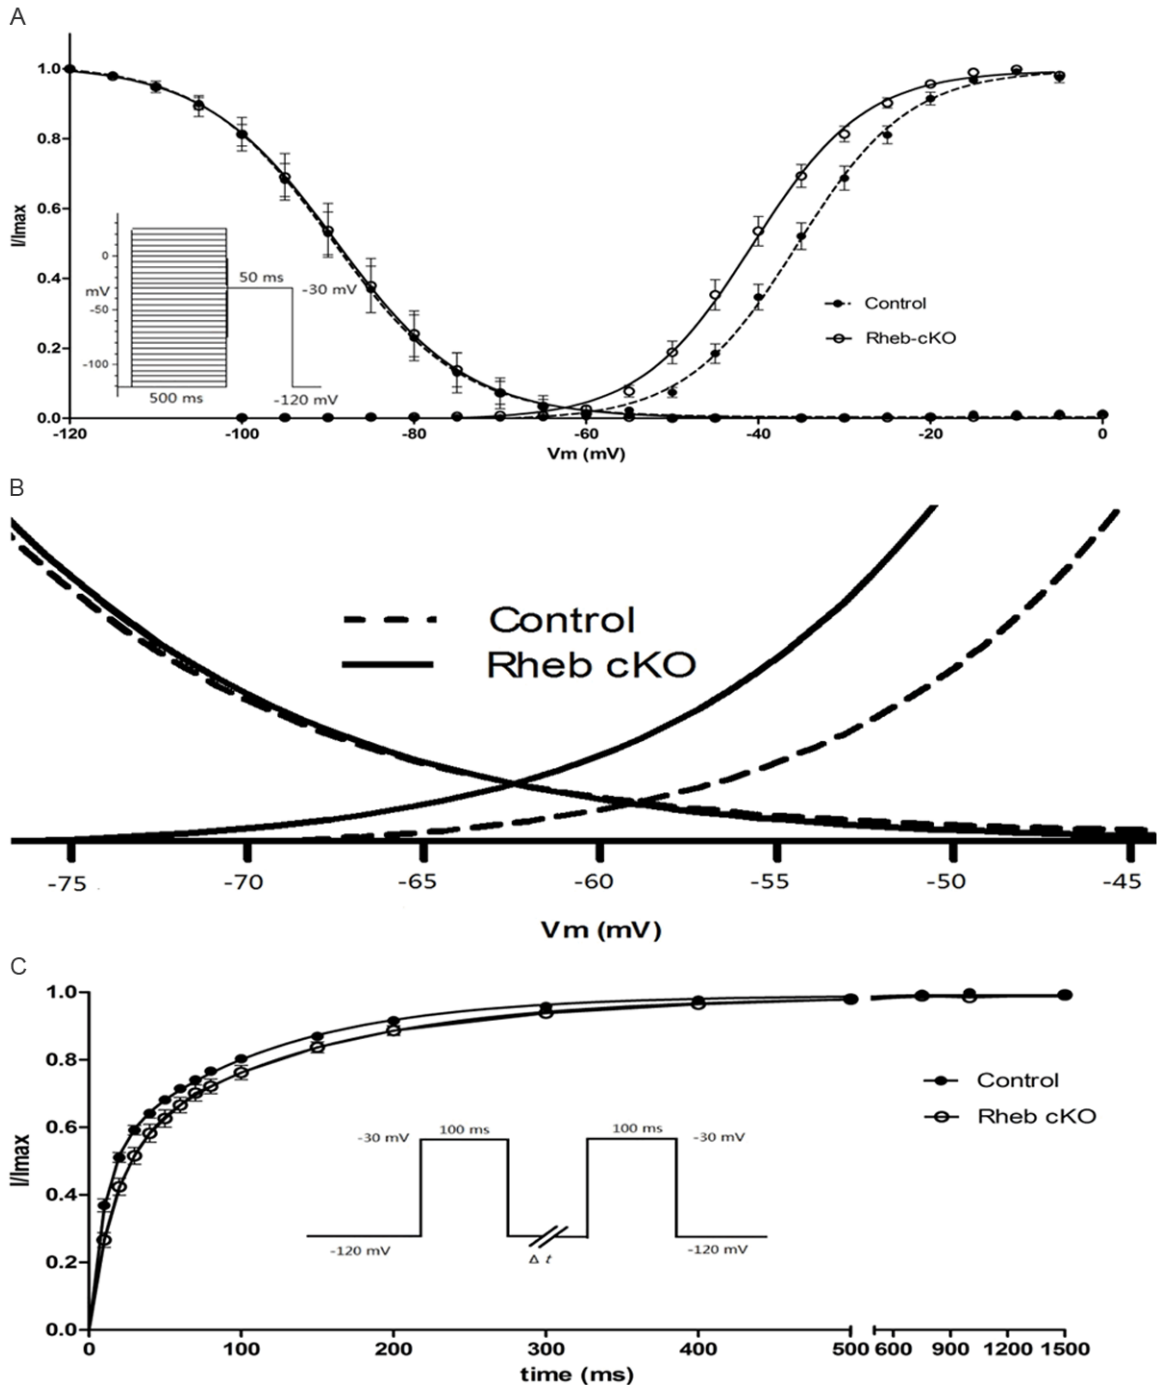 A
I/Imax
1.0
0.8
0.6
0.4
0.2
0.0
-120
-100
-80
-60
-40
-20
0
Vm (mV)
mV
0
-50
-100
50 ms
-30 mV
500 ms
-120 mV
Control
Rheb-cKO
B
Control
Rheb cKO
-75
-70
-65
-60
-55
-50
-45
Vm (mV)
C
I/Imax
1.0
0.8
0.6
0.4
0.2
0.0
Control
Rheb cKO
-30 mV
100 ms
100 ms
-30 mV
-120 mV
Δ t
-120 mV
0
100
200
300
400
500
600
900
1200
1500
time (ms)